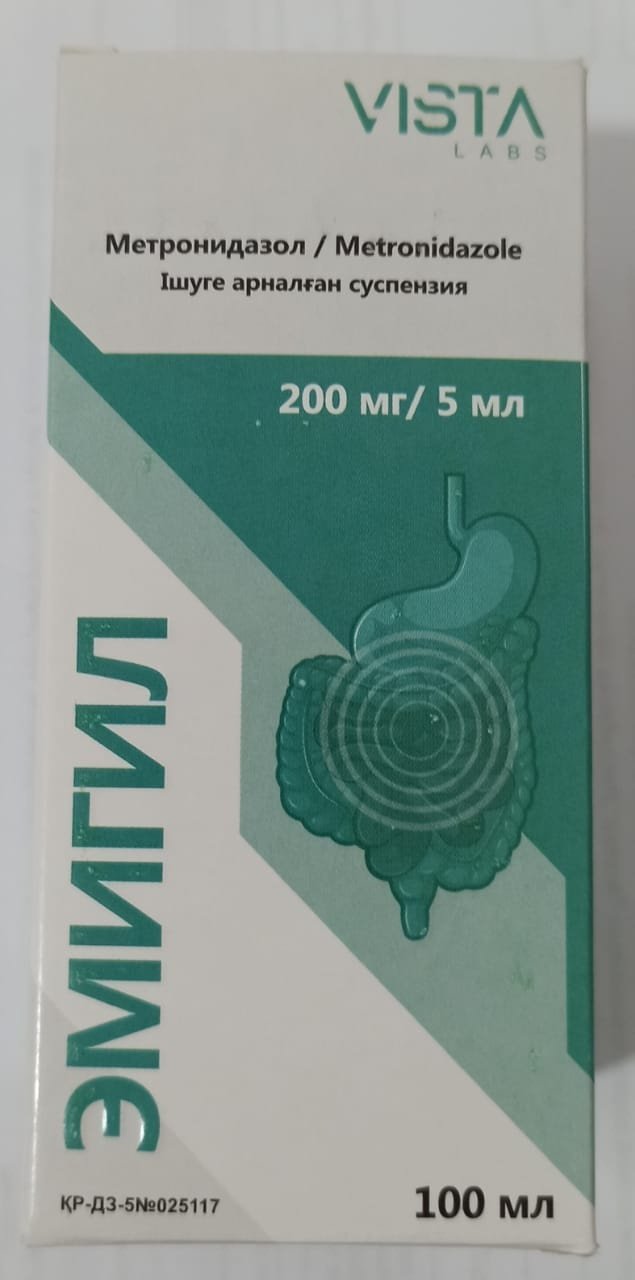 VISTA
LABS
Метронидазол / Metronidazole
Ішуге арналған суспензия
200 мг/ 5 мл
ЭМИГИЛ
ҚР-ДЗ-5№025117
100 мл